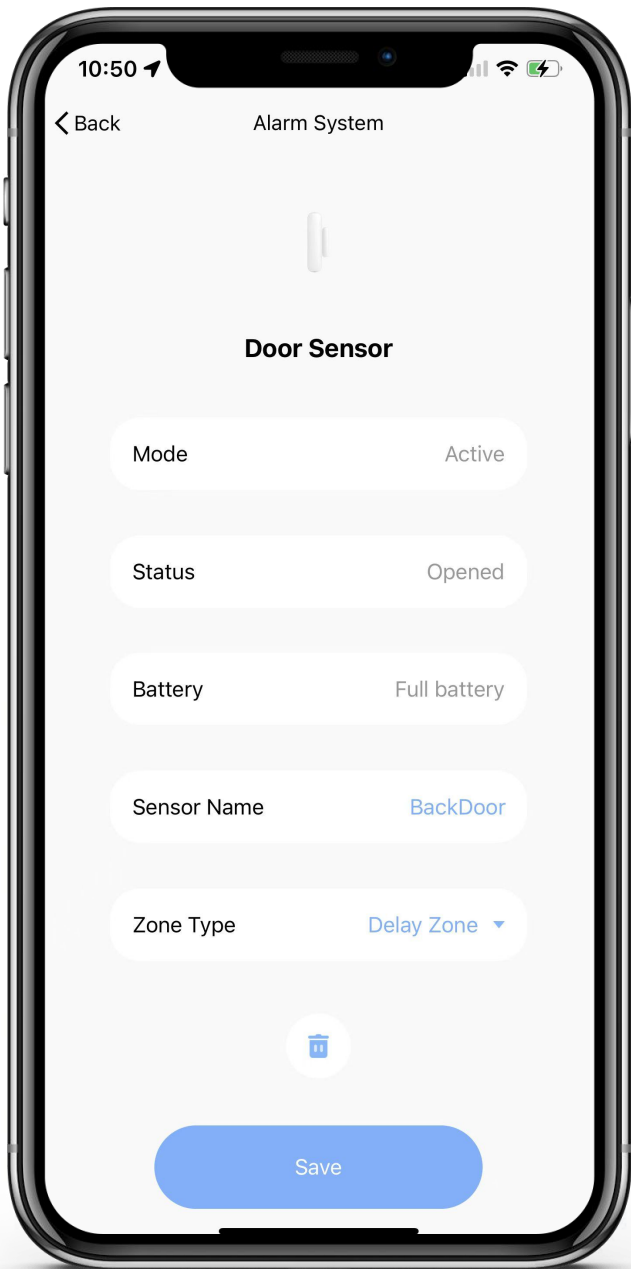 10:50
Back Alarm System
Door Sensor
Mode Active
Status Opened
Battery Full battery
Sensor Name BackDoor
Zone Type Delay Zone
Save